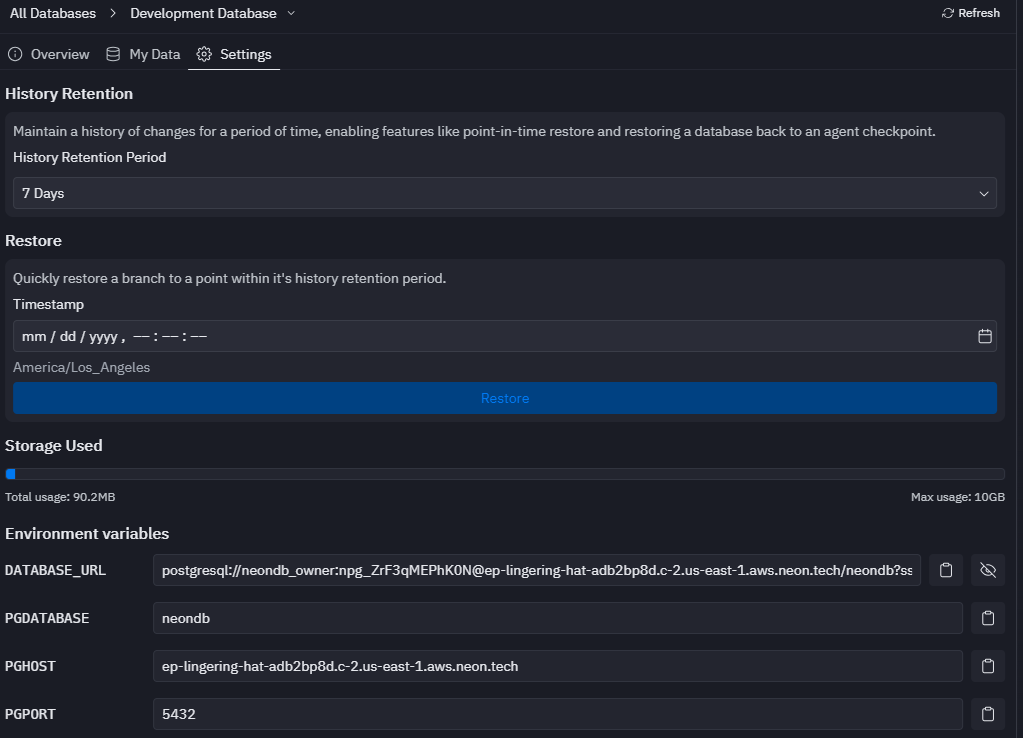 All Databases > Development Database
Refresh
Overview My Data Settings
History Retention
Maintain a history of changes for a period of time, enabling features like point-in-time restore and restoring a database back to an agent checkpoint.
History Retention Period
7 Days
Restore
Quickly restore a branch to a point within it's history retention period.
Timestamp
mm / dd / yyyy , -- : -- : --
America/Los_Angeles
Restore
Storage Used
Total usage: 90.2MB
Max usage: 10GB
Environment variables
DATABASE_URL
postgresql://neondb_owner:npg_ZrF3qMEPhK0N@ep-lingering-hat-adb2bp8d.c-2.us-east-1.aws.neon.tech/neondb?ss
PGDATABASE
neondb
PGHOST
ep-lingering-hat-adb2bp8d.c-2.us-east-1.aws.neon.tech
PGPORT
5432